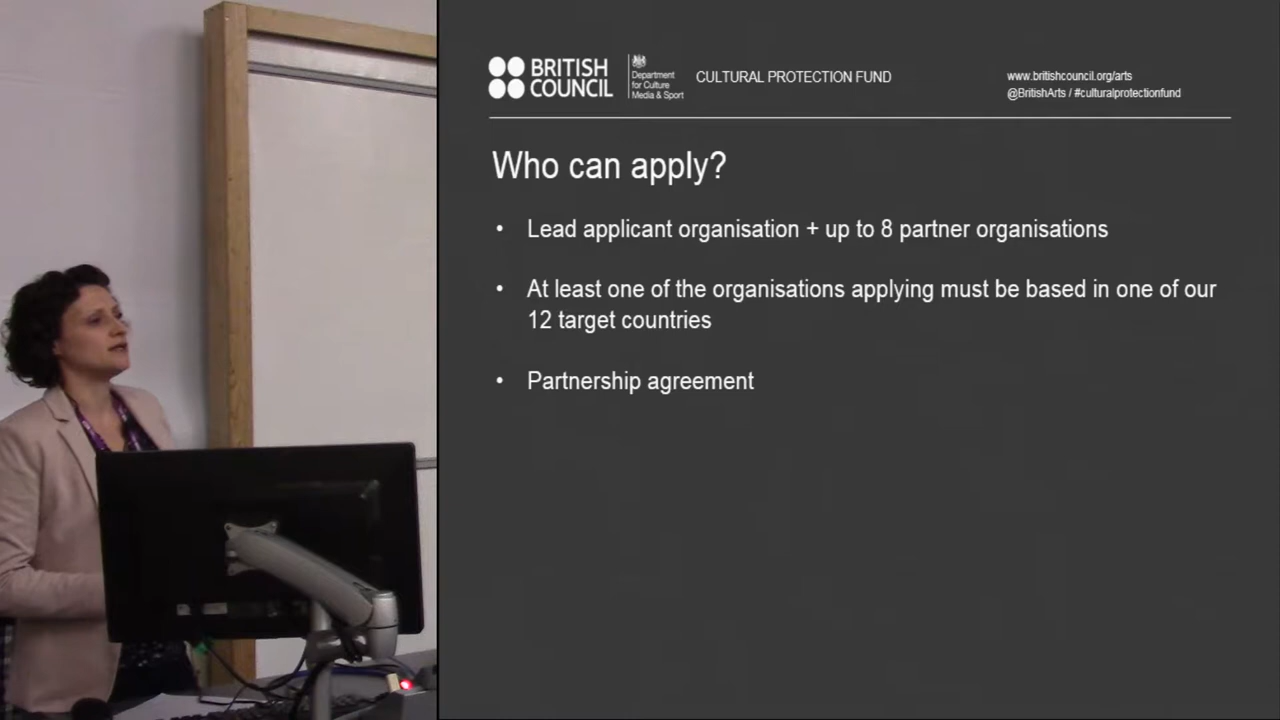 BRITISH
COUNCIL
Department
for Culture
Media & Sport
CULTURAL PROTECTION FUND
www.britishcouncil.org/arts
@BritishArts / #culturalprotectionfund
Who can apply?
• Lead applicant organisation + up to 8 partner organisations
• At least one of the organisations applying must be based in one of our
12 target countries
• Partnership agreement